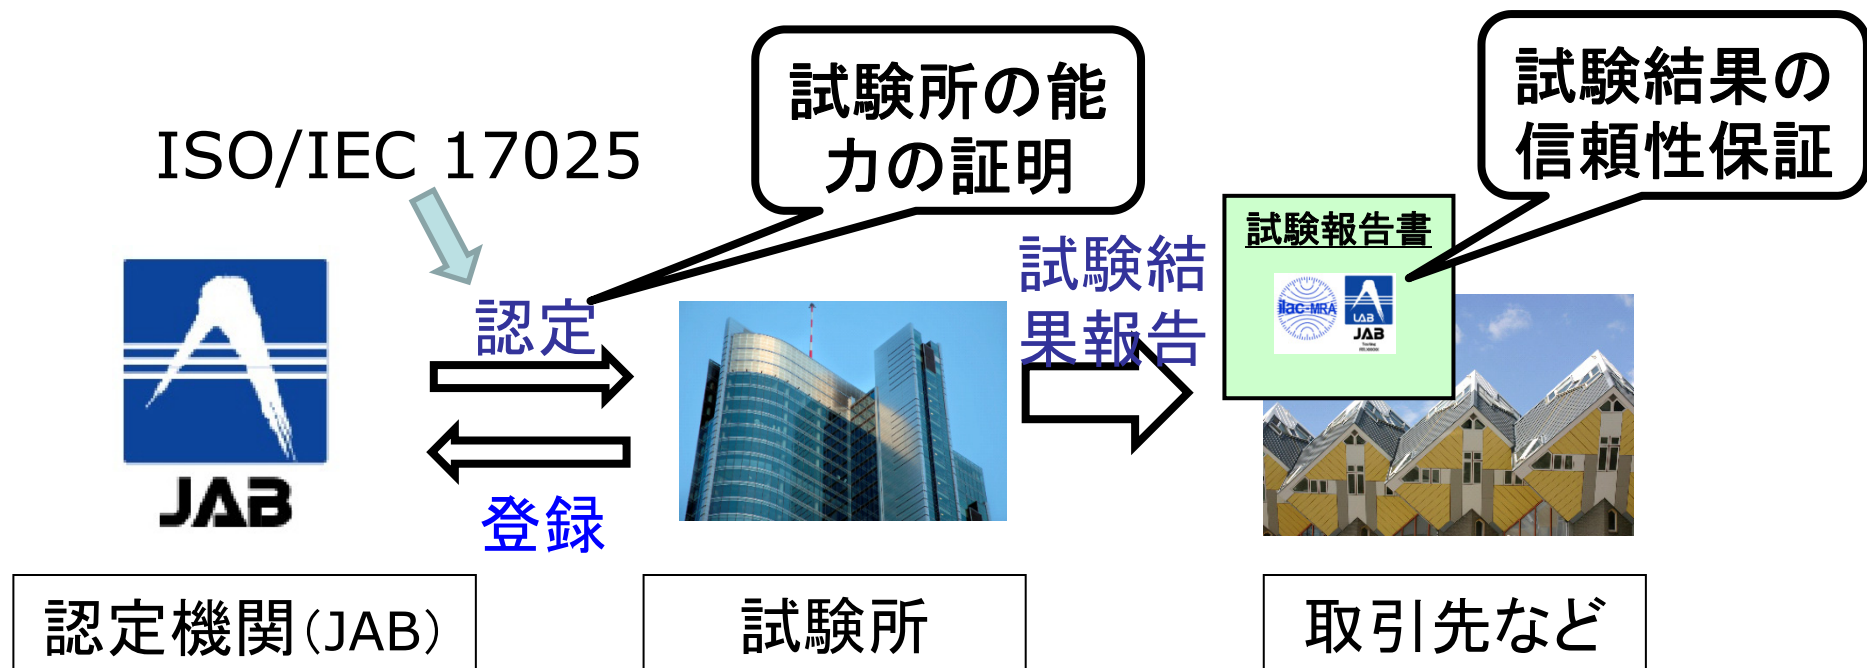 試験所の能
力の証明
試験結果の
信頼性保証
ISO/IEC 17025
試験報告書
試験結
果報告
ilac-MRA
LAB
JAB
認定
JAB
登録
認定機関(JAB)
試験所
取引先など